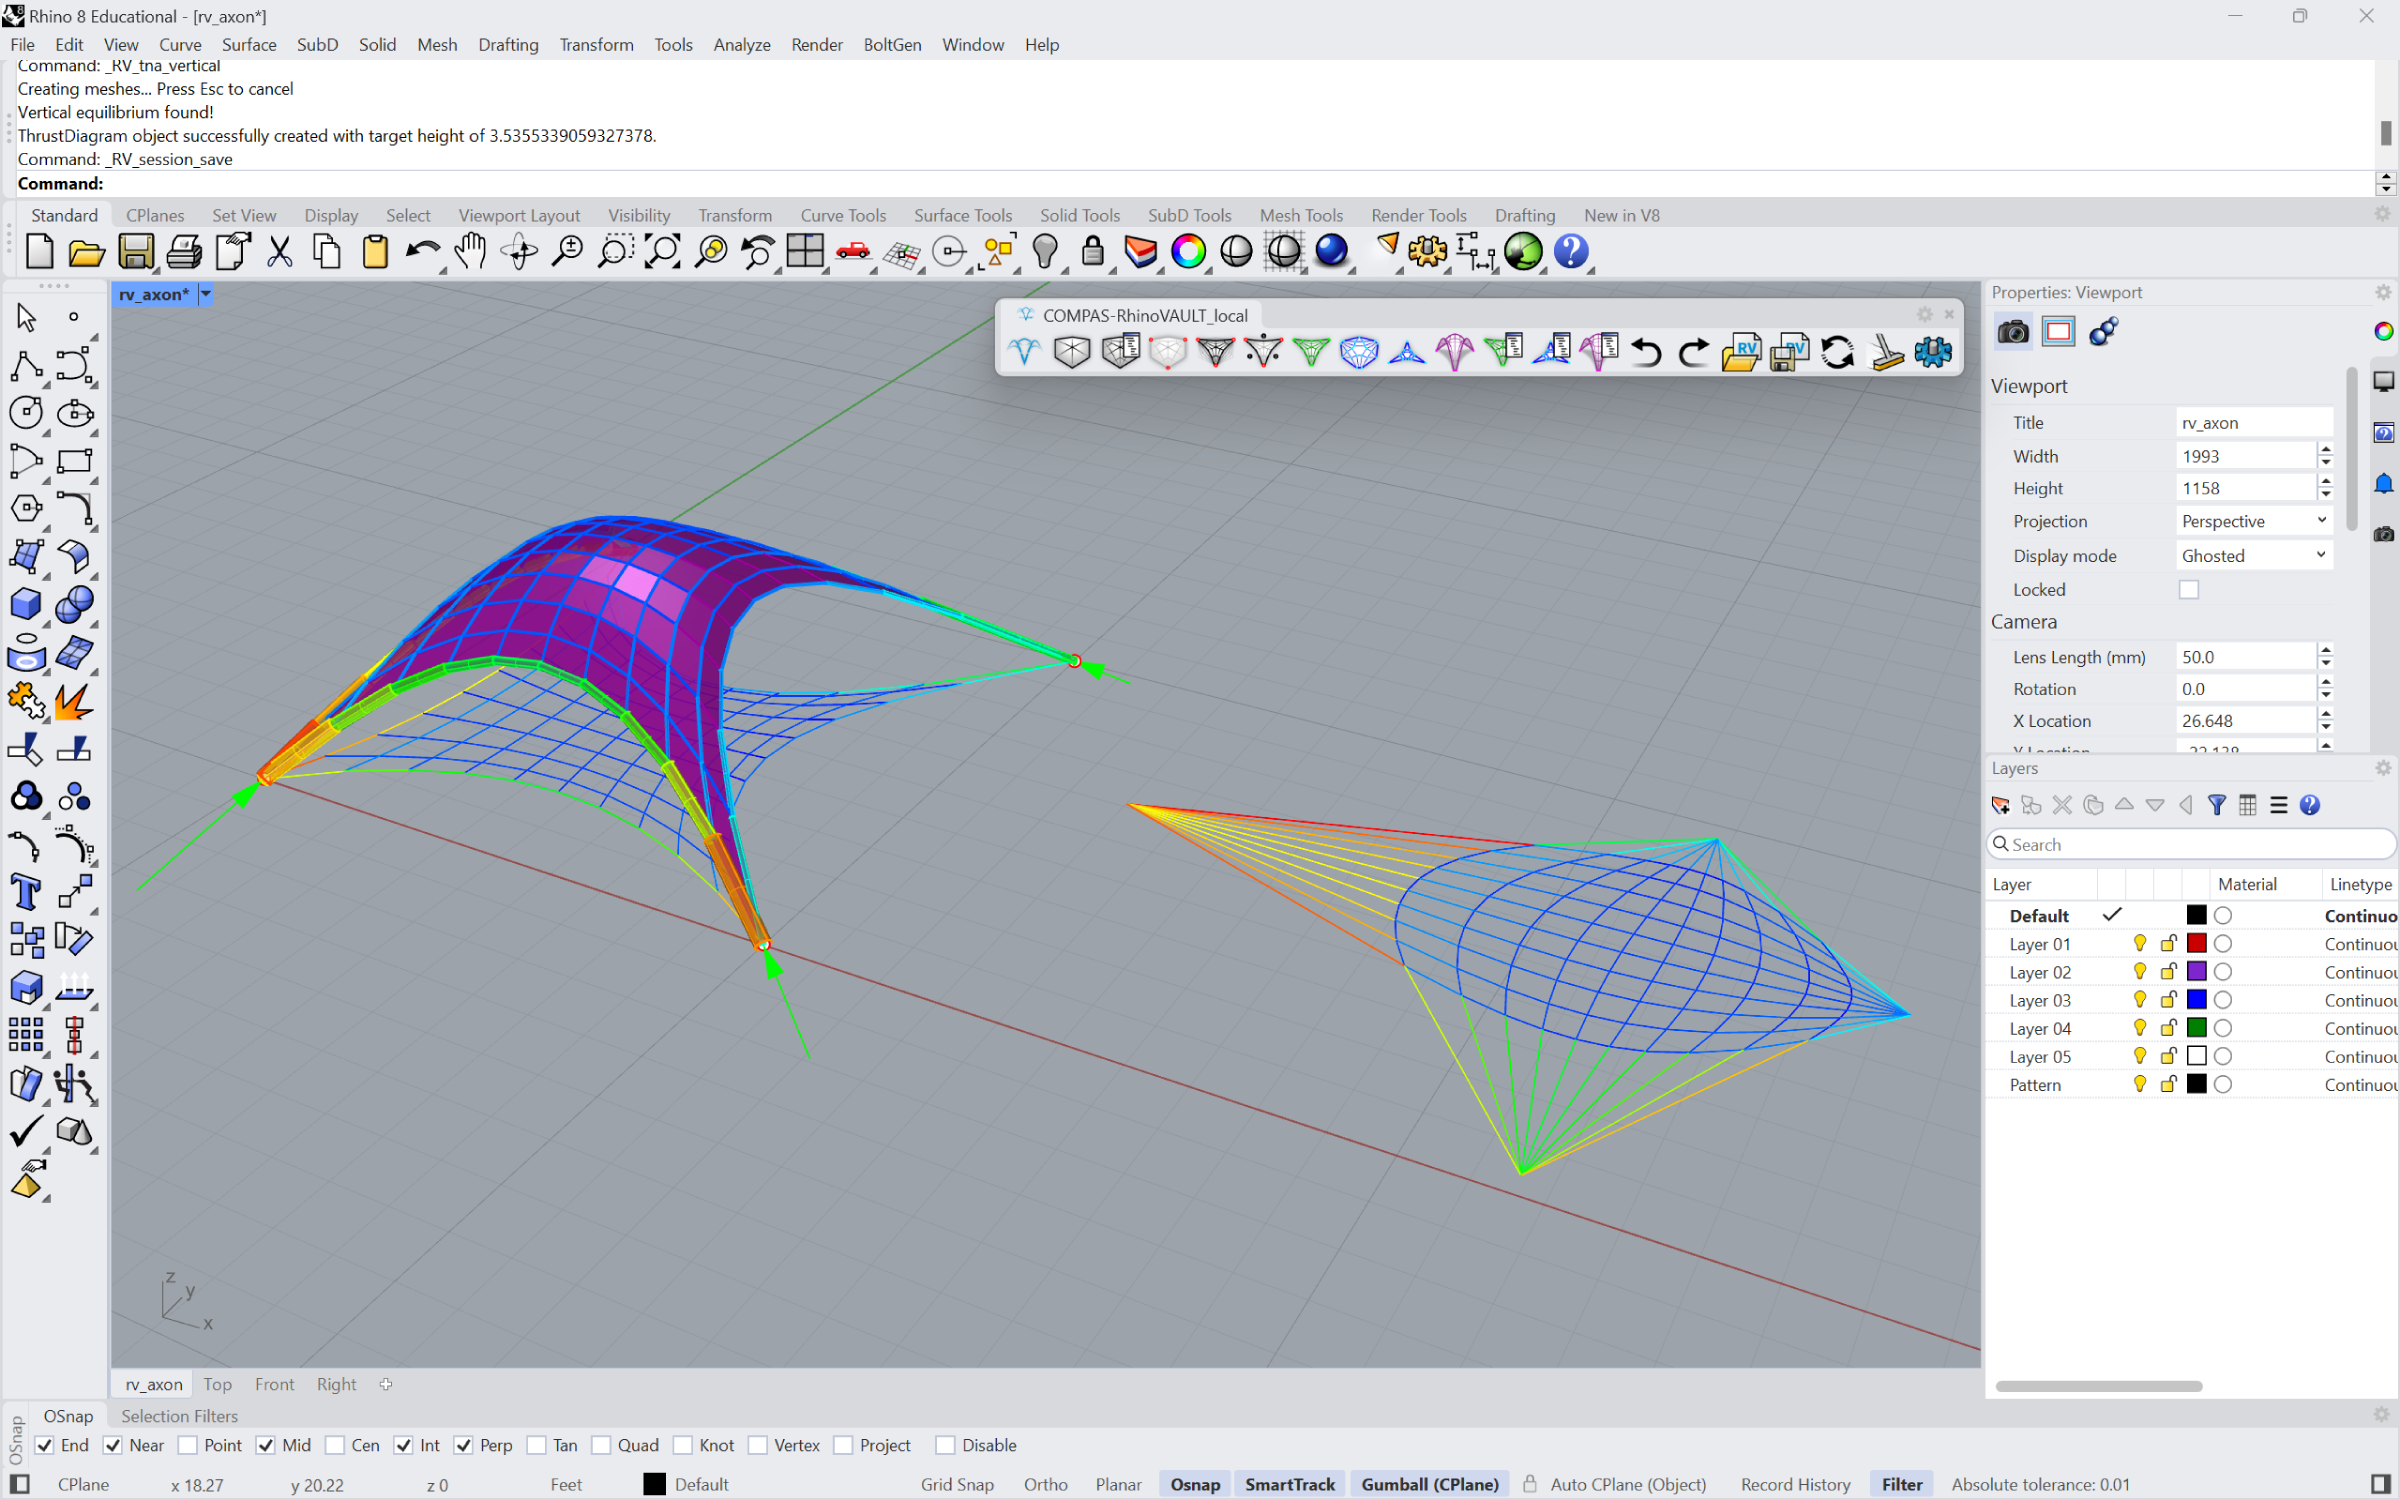 Rhino 8 Educational - [rv_axon*]
File Edit View Curve Surface SubD Solid Mesh Drafting Transform Tools Analyze Render BoltGen Window Help
Command: _RV_tna_vertical
Creating meshes... Press Esc to cancel
Vertical equilibrium found!
ThrustDiagram object successfully created with target height of 3.5355339059327378.
Command: _RV_session_save
Command:
Standard CPlanes Set View Display Select Viewport Layout Visibility Transform Curve Tools Surface Tools Solid Tools SubD Tools Mesh Tools Render Tools Drafting New in V8
rv_axon*
COMPAS-RhinoVAULT_local
RV RV
Properties: Viewport
Viewport
Title rv_axon
Width 1993
Height 1158
Projection Perspective
Display mode Ghosted
Locked
Camera
Lens Length (mm) 50.0
Rotation 0.0
X Location 26.648
Y Location -22.138
Layers
Search
Layer Material Linetype
Default Continuo
Layer 01 Continuou
Layer 02 Continuou
Layer 03 Continuou
Layer 04 Continuou
Layer 05 Continuou
Pattern Continuou
z
y
x
rv_axon Top Front Right
OSnap Selection Filters
OSnap
End Near Point Mid Cen Int Perp Tan Quad Knot Vertex Project Disable
CPlane x 18.27 y 20.22 z 0 Feet Default Grid Snap Ortho Planar Osnap SmartTrack Gumball (CPlane) Auto CPlane (Object) Record History Filter Absolute tolerance: 0.01